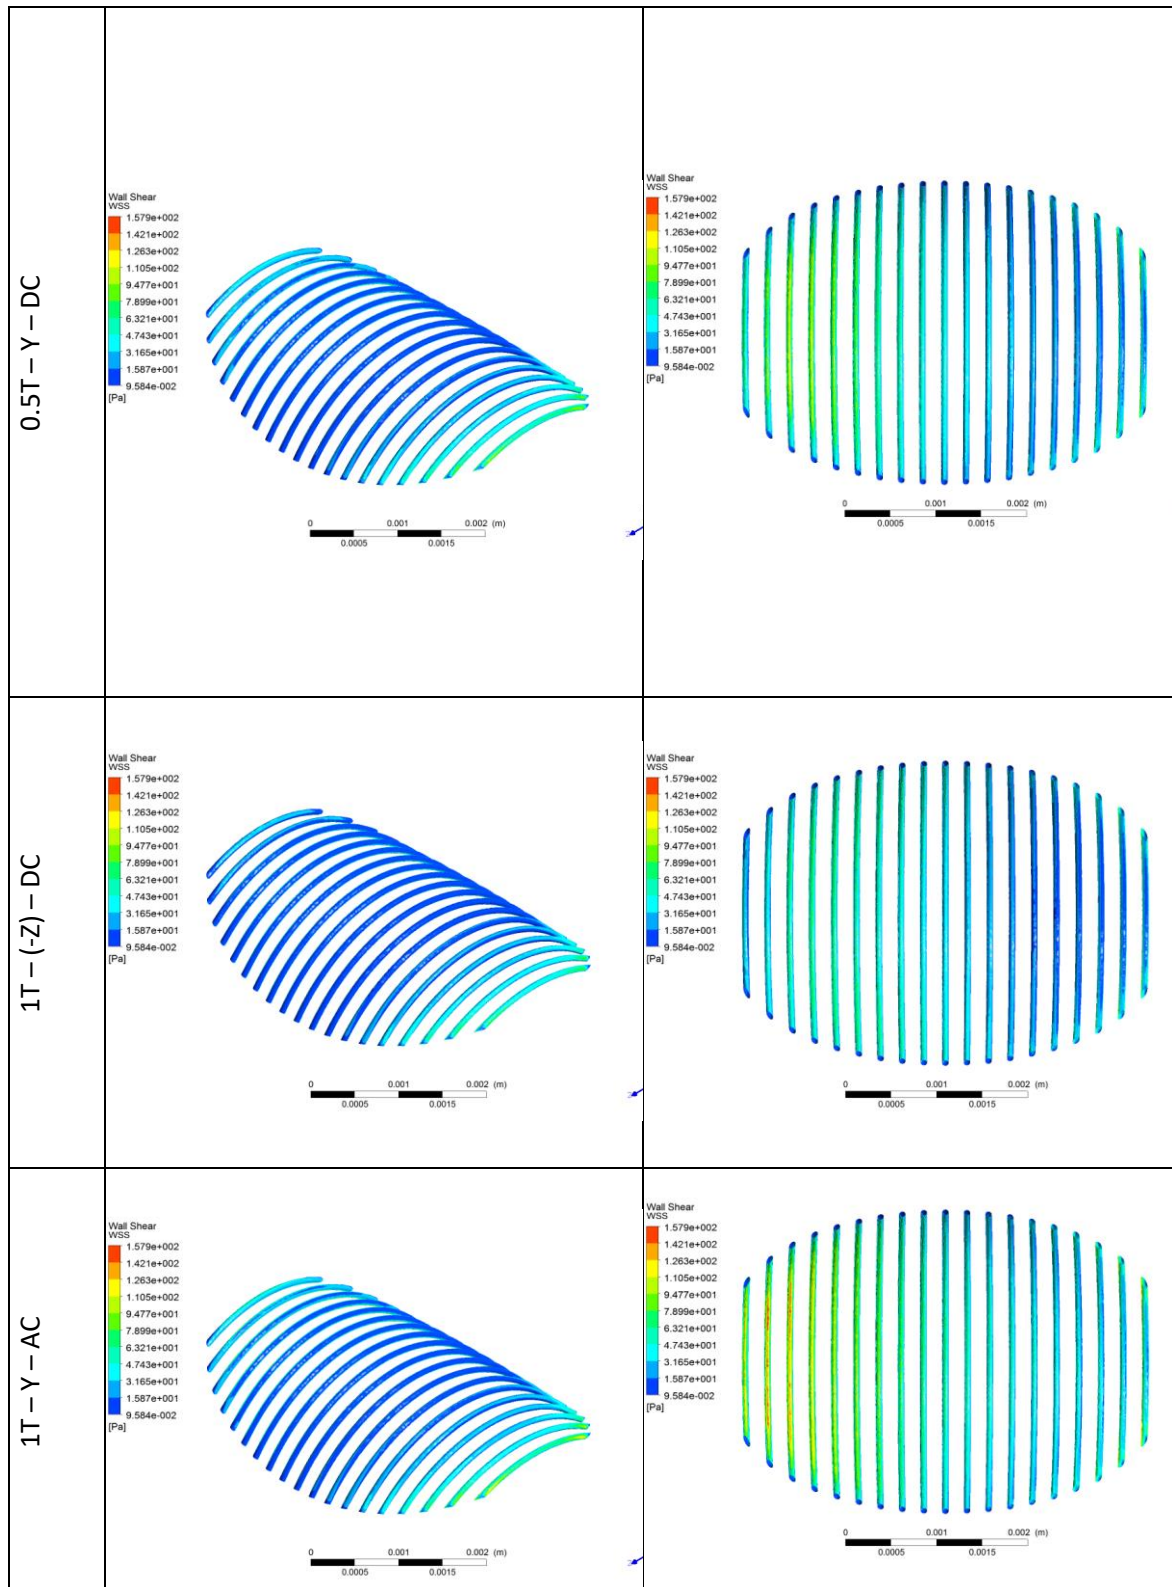 0.5T – Y – DC
Wall Shear
WSS
1.579e+002
1.421e+002
1.263e+002
1.105e+002
9.477e+001
7.899e+001
6.321e+001
4.743e+001
3.165e+001
1.587e+001
9.584e-002
[Pa]
0 0.001 0.002 (m)
0.0005 0.0015
Wall Shear
WSS
1.579e+002
1.421e+002
1.263e+002
1.105e+002
9.477e+001
7.899e+001
6.321e+001
4.743e+001
3.165e+001
1.587e+001
9.584e-002
[Pa]
0 0.001 0.002 (m)
0.0005 0.0015
1T – (-Z) – DC
Wall Shear
WSS
1.579e+002
1.421e+002
1.263e+002
1.105e+002
9.477e+001
7.899e+001
6.321e+001
4.743e+001
3.165e+001
1.587e+001
9.584e-002
[Pa]
0 0.001 0.002 (m)
0.0005 0.0015
Wall Shear
WSS
1.579e+002
1.421e+002
1.263e+002
1.105e+002
9.477e+001
7.899e+001
6.321e+001
4.743e+001
3.165e+001
1.587e+001
9.584e-002
[Pa]
0 0.001 0.002 (m)
0.0005 0.0015
1T – Y – AC
Wall Shear
WSS
1.579e+002
1.421e+002
1.263e+002
1.105e+002
9.477e+001
7.899e+001
6.321e+001
4.743e+001
3.165e+001
1.587e+001
9.584e-002
[Pa]
0 0.001 0.002 (m)
0.0005 0.0015
Wall Shear
WSS
1.579e+002
1.421e+002
1.263e+002
1.105e+002
9.477e+001
7.899e+001
6.321e+001
4.743e+001
3.165e+001
1.587e+001
9.584e-002
[Pa]
0 0.001 0.002 (m)
0.0005 0.0015